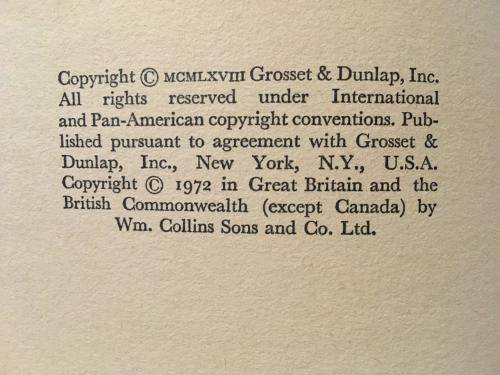 Copyright © MCMLXVIII Grosset & Dunlap, Inc.
All rights reserved under International
and Pan-American copyright conventions. Pub-
lished pursuant to agreement with Grosset &
Dunlap, Inc., New York, N.Y., U.S.A.
Copyright © 1972 in Great Britain and the
British Commonwealth (except Canada) by
Wm. Collins Sons and Co. Ltd.